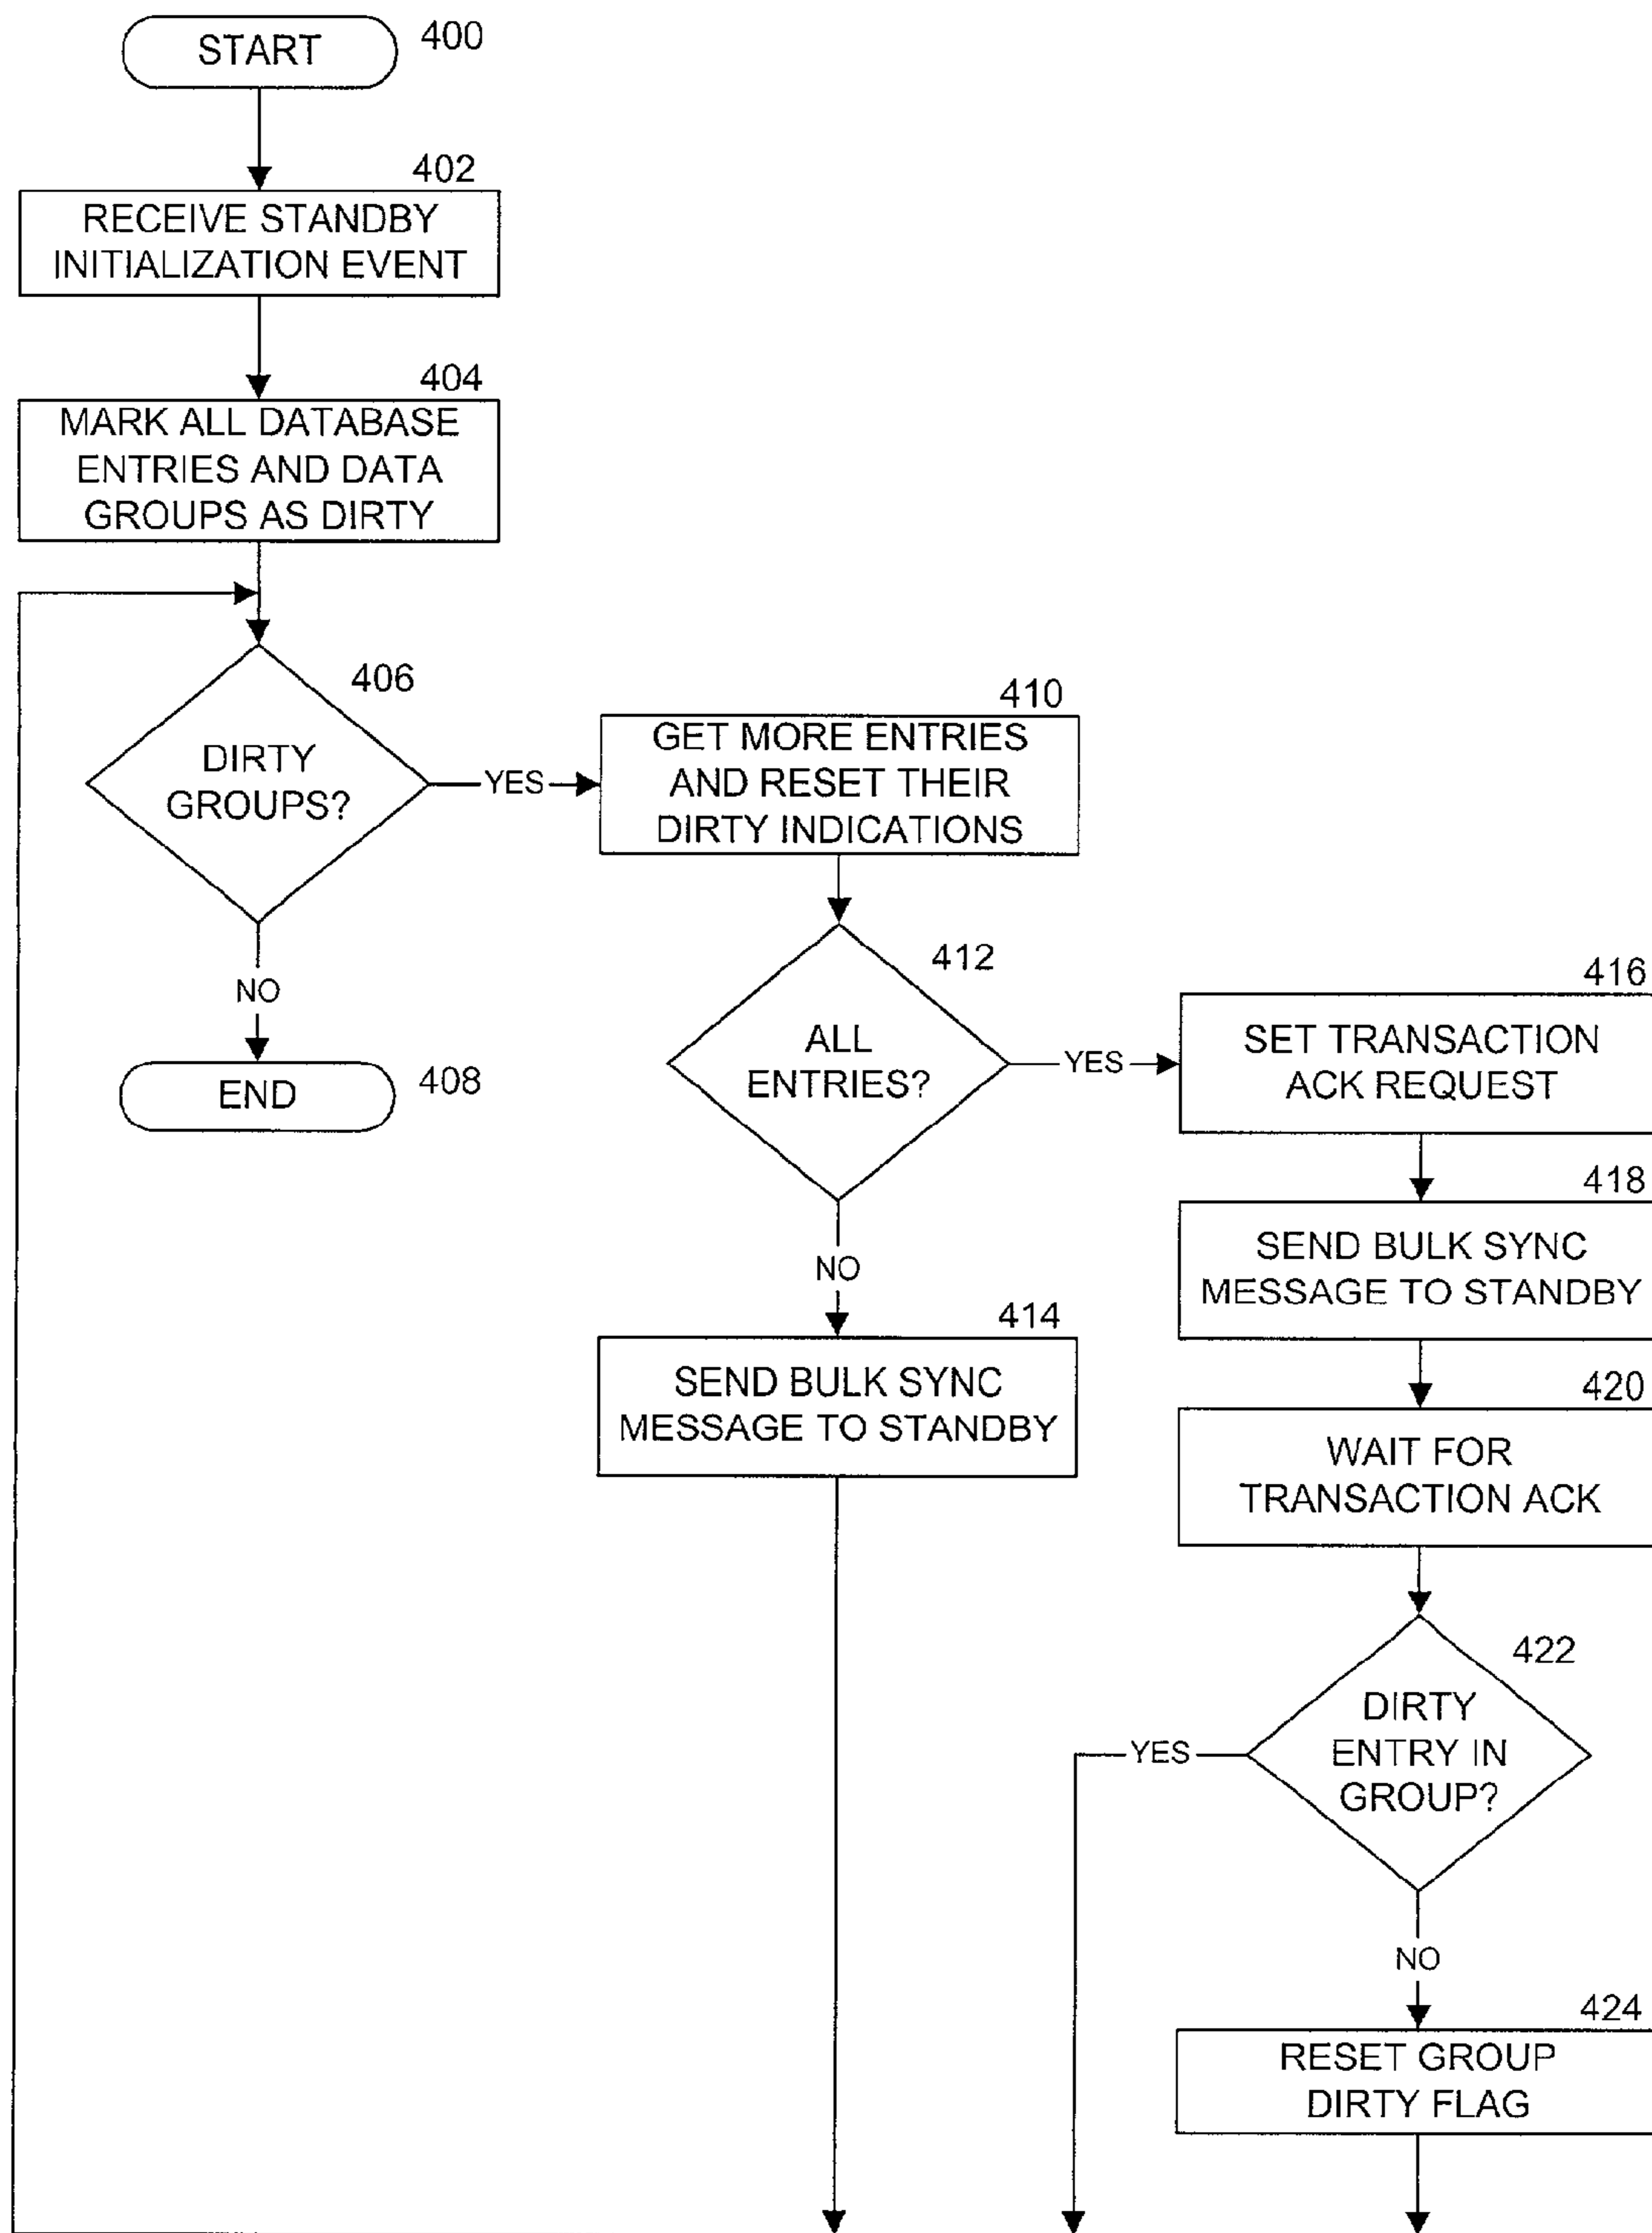 START
400
402
RECEIVE STANDBY
INITIALIZATION EVENT
404
MARK ALL DATABASE
ENTRIES AND DATA
GROUPS AS DIRTY
406
DIRTY
GROUPS?
YES
NO
END
408
410
GET MORE ENTRIES
AND RESET THEIR
DIRTY INDICATIONS
412
ALL
ENTRIES?
YES
NO
414
SEND BULK SYNC
MESSAGE TO STANDBY
416
SET TRANSACTION
ACK REQUEST
418
SEND BULK SYNC
MESSAGE TO STANDBY
420
WAIT FOR
TRANSACTION ACK
422
DIRTY
ENTRY IN
GROUP?
YES
NO
424
RESET GROUP
DIRTY FLAG